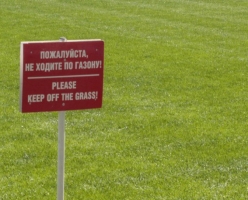 ПОЖАЛУЙСТА,
НЕ ХОДИТЕ ПО ГАЗОНУ!
PLEASE
KEEP OFF THE GRASS!